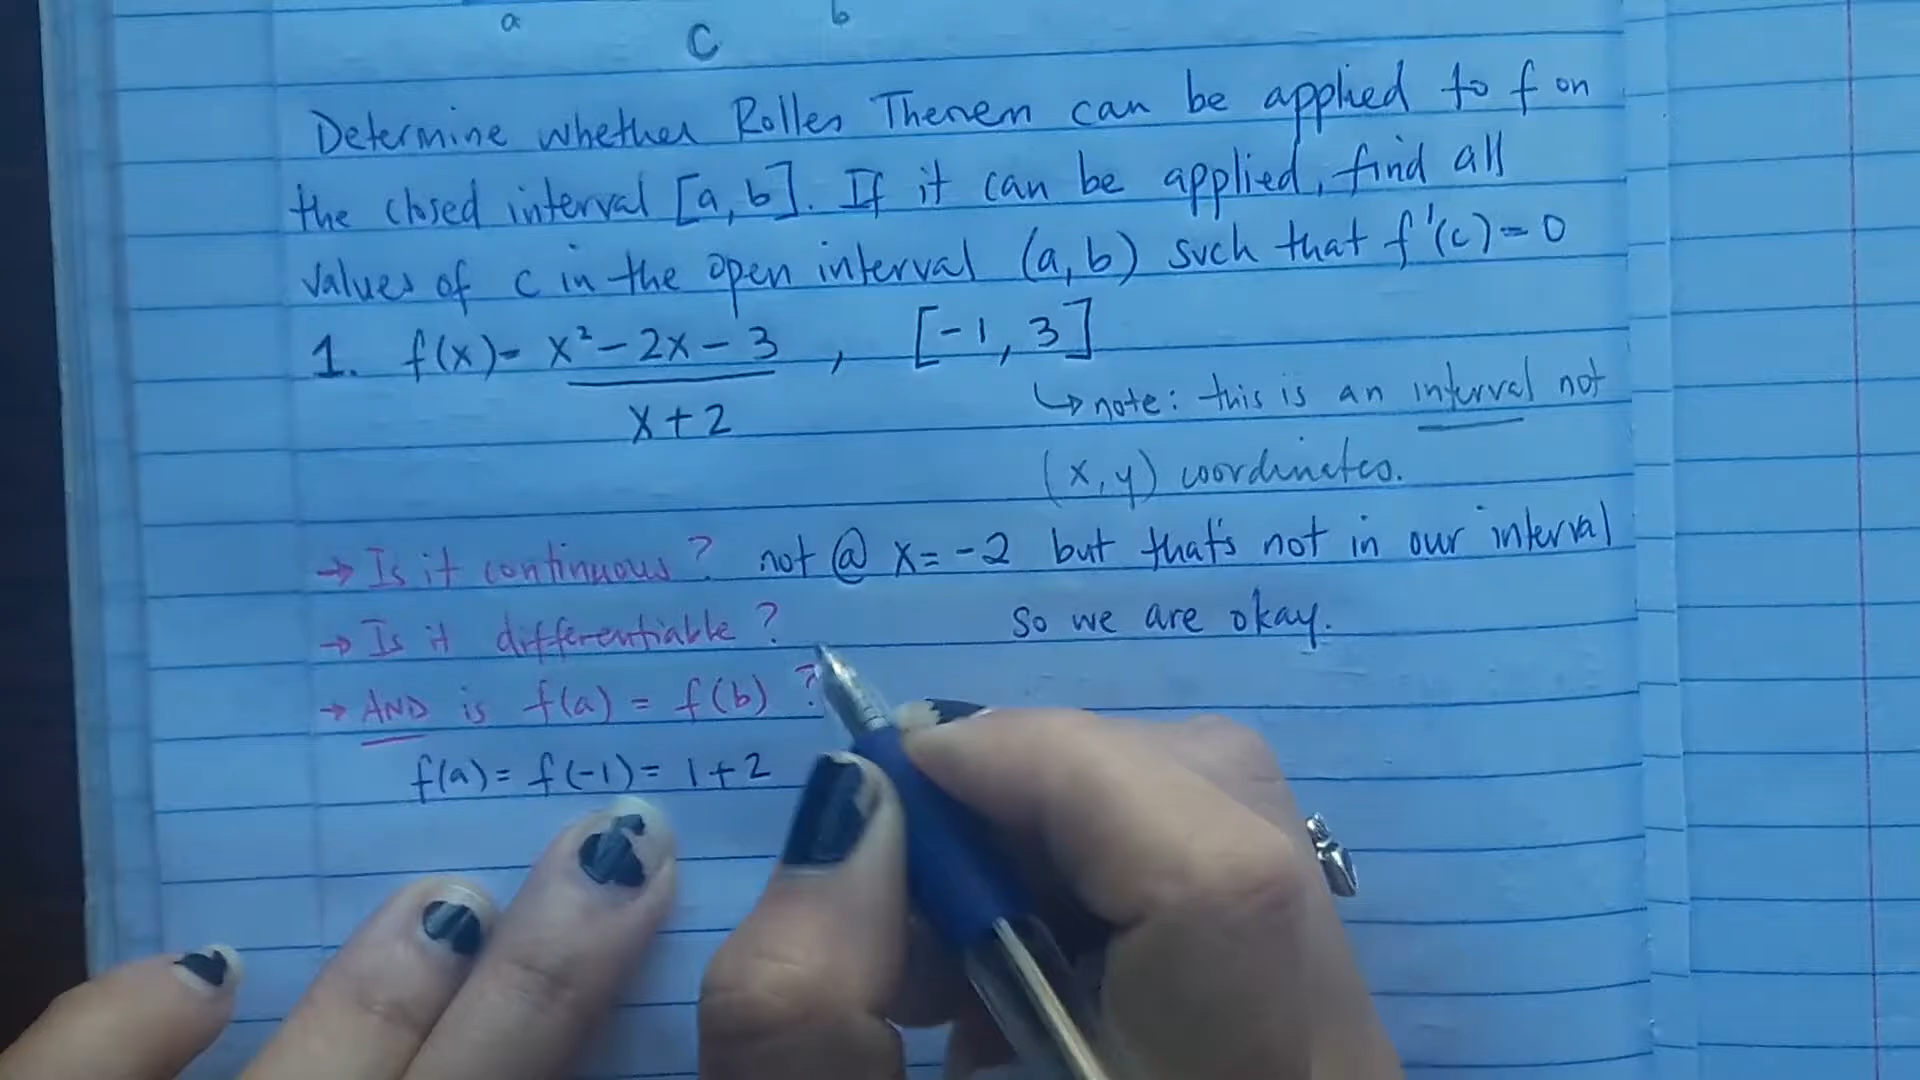 a b
C
Determine whether Rolles Therem can be applied to f on
the closed interval [a, b]. If it can be applied, find all
values of c in the open interval (a, b) such that f'(c) = 0
1. f(x) = x² - 2x - 3 , [-1, 3]
x + 2
↳ note: this is an interval not
(x, y) coordinates.
→ Is it continuous? not @ x = -2 but that's not in our interval
→ Is it differentiable? So we are okay.
→ AND is f(a) = f(b) ?
f(a) = f(-1) = 1 + 2